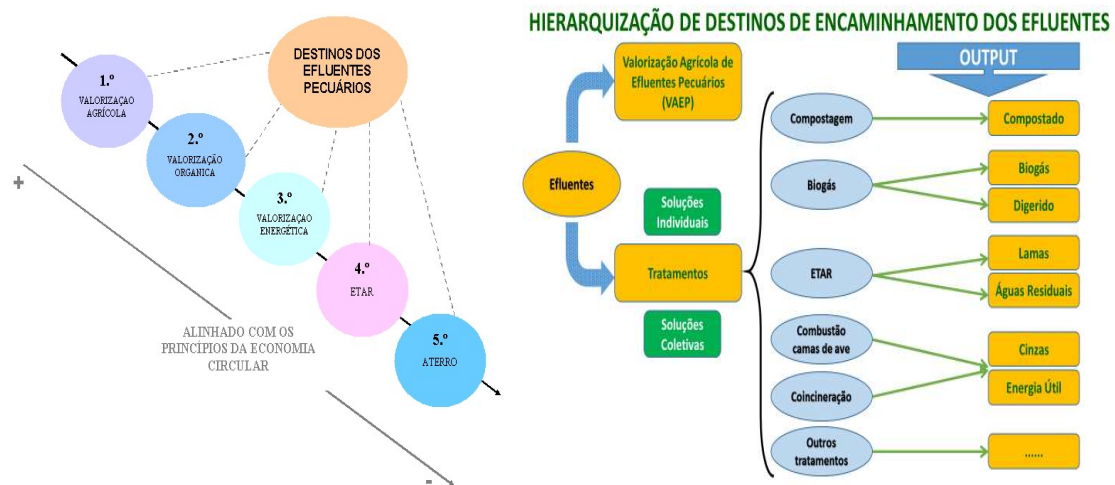 DESTINOS DOS
EFLUENTES
PECUÁRIOS
1.º
VALORIZAÇAO
AGRÍCOLA
2.º
VALORIZAÇÃO
ORGANICA
3.º
VALORIZAÇAO
ENERGÉTICA
4.º
ETAR
5.º
ATERRO
+
-
ALINHADO COM OS
PRINCÍPIOS DA ECONOMIA
CIRCULAR
HIERARQUIZAÇÃO DE DESTINOS DE ENCAMINHAMENTO DOS EFLUENTES
Efluentes
Valorização Agrícola de
Efluentes Pecuários
(VAEP)
Soluções
Individuais
Tratamentos
Soluções
Coletivas
Compostagem
Biogás
ETAR
Combustão
camas de ave
Coincineração
Outros
tratamentos
OUTPUT
Compostado
Biogás
Digerido
Lamas
Águas Residuais
Cinzas
Energia Útil
......